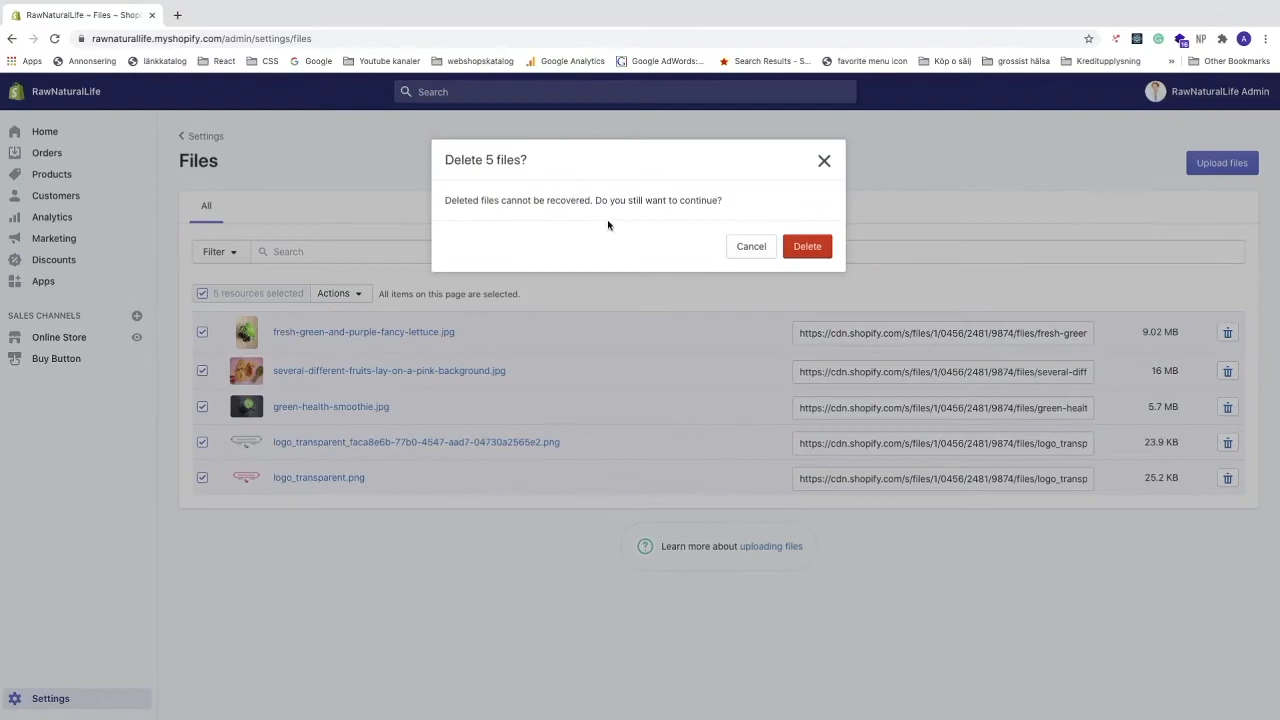 RawNaturalLife ~ Files ~ Shop
rawnaturallife.myshopify.com/admin/settings/files
16
NP
A
Apps
Annonsering
länkkatalog
React
CSS
Google
Youtube kanaler
webshopskatalog
Google Analytics
Google AdWords:...
Search Results - S...
favorite menu icon
Köp o sälj
grossist hälsa
Kreditupplysning
»
Other Bookmarks
RawNaturalLife
Search
RawNaturalLife Admin
Home
Orders
Products
Customers
Analytics
Marketing
Discounts
Apps
SALES CHANNELS
Online Store
Buy Button
Settings
Settings
Files
Upload files
All
Filter
Search
Delete 5 files?
Deleted files cannot be recovered. Do you still want to continue?
Cancel
Delete
5 resources selected
Actions
All items on this page are selected.
fresh-green-and-purple-fancy-lettuce.jpg
https://cdn.shopify.com/s/files/1/0456/2481/9874/files/fresh-greer
9.02 MB
several-different-fruits-lay-on-a-pink-background.jpg
https://cdn.shopify.com/s/files/1/0456/2481/9874/files/several-diff
16 MB
green-health-smoothie.jpg
https://cdn.shopify.com/s/files/1/0456/2481/9874/files/green-healt
5.7 MB
logo_transparent_faca8e6b-77b0-4547-aad7-04730a2565e2.png
https://cdn.shopify.com/s/files/1/0456/2481/9874/files/logo_transp
23.9 KB
logo_transparent.png
https://cdn.shopify.com/s/files/1/0456/2481/9874/files/logo_transp
25.2 KB
Learn more about uploading files